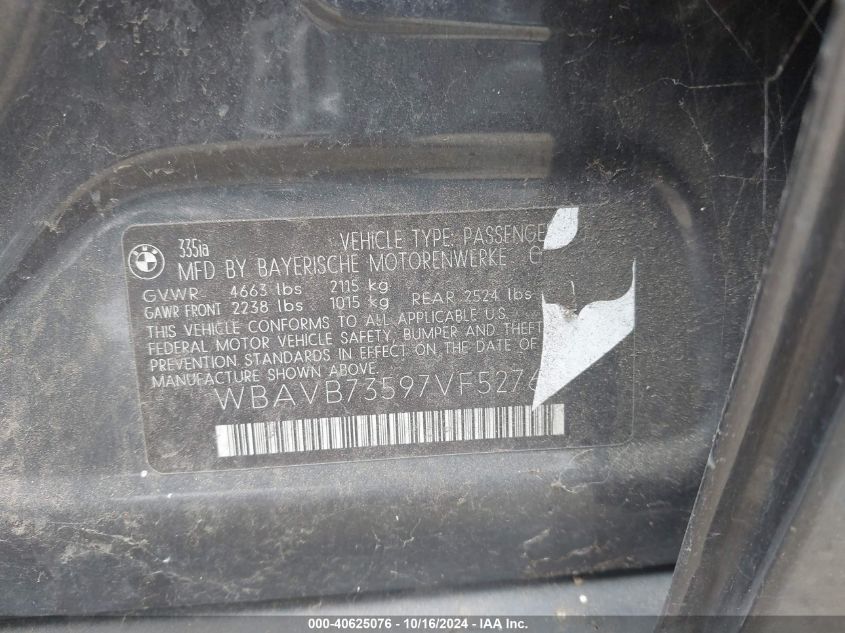 BMW
335ia
VEHICLE TYPE: PASSENGE
MFD BY BAYERISCHE MOTORENWERKE
GVWR 4663 lbs 2115 kg
GAWR FRONT 2238 lbs 1015 kg REAR 2524 lbs
THIS VEHICLE CONFORMS TO ALL APPLICABLE U.S.
FEDERAL MOTOR VEHICLE SAFETY, BUMPER AND THEFT
PREVENTION STANDARDS IN EFFECT ON THE DATE OF
MANUFACTURE SHOWN ABOVE.
WBAVB73597VF5276
000-40625076 - 10/16/2024 - IAA Inc.